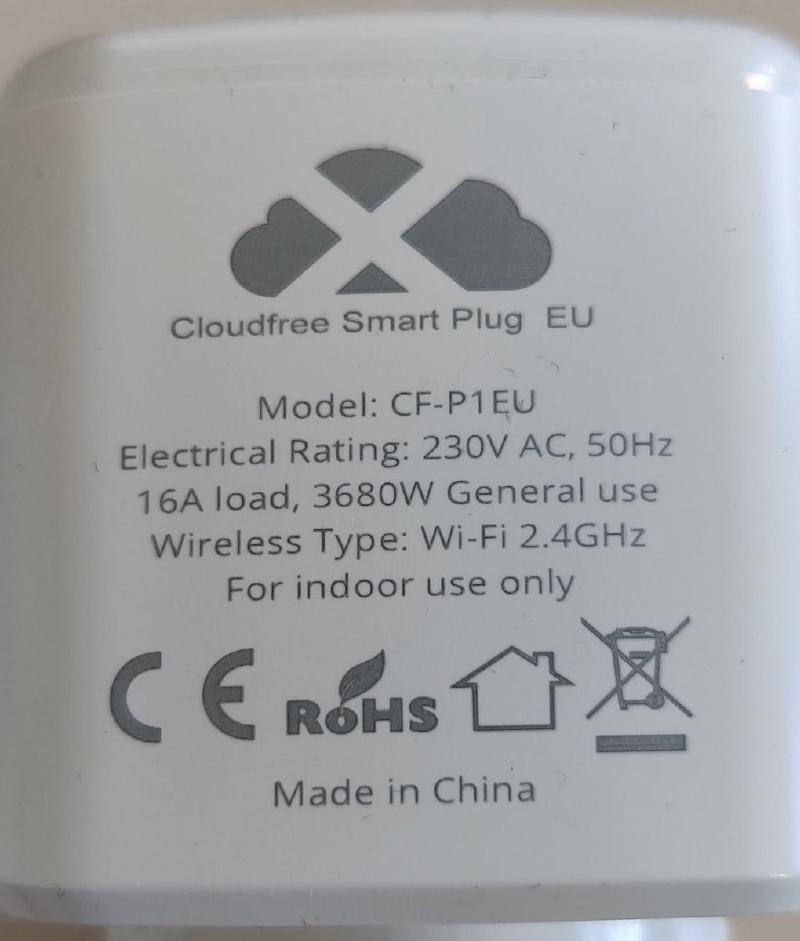 Cloudfree Smart Plug EU
Model: CF-P1EU
Electrical Rating: 230V AC, 50Hz
16A load, 3680W General use
Wireless Type: Wi-Fi 2.4GHz
For indoor use only
CE RoHS
Made in China